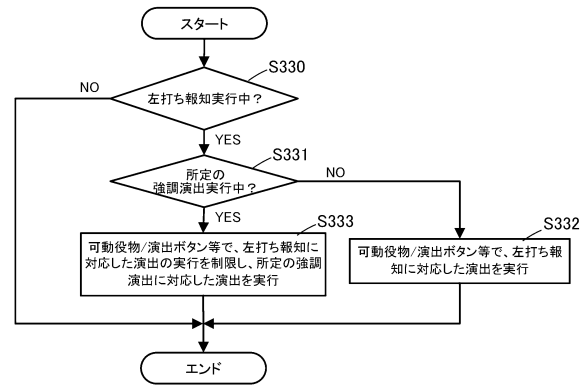 スタート
S330
左打ち報知実行中？
NO
YES
S331
所定の
強調演出実行中？
NO
YES
S333
可動役物/演出ボタン等で、左打ち報知に
対応した演出の実行を制限し、所定の強調
演出に対応した演出を実行
S332
可動役物/演出ボタン等で、左打ち報
知に対応した演出を実行
エンド